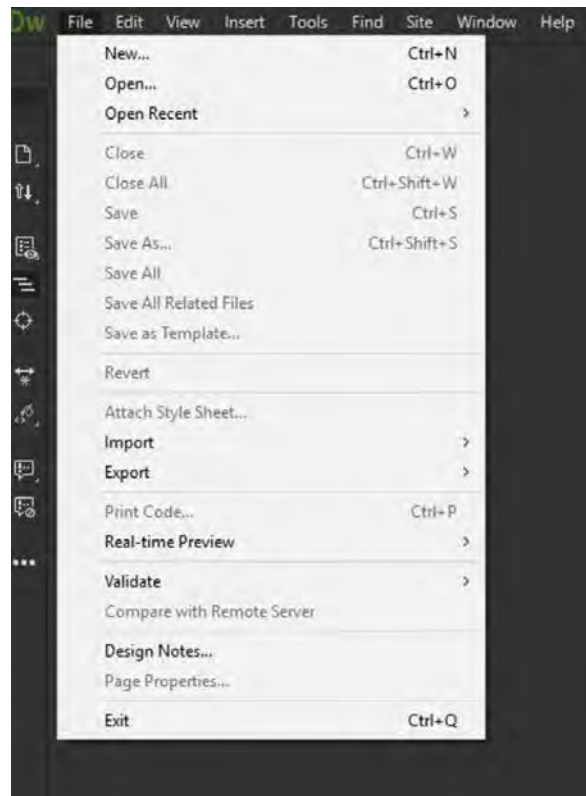 Dw File Edit View Insert Tools Find Site Window Help
New... Ctrl+N
Open... Ctrl+O
Open Recent
Close Ctrl+W
Close All Ctrl+Shift+W
Save Ctrl+S
Save As... Ctrl+Shift+S
Save All
Save All Related Files
Save as Template...
Revert
Attach Style Sheet...
Import
Export
Print Code... Ctrl+P
Real-time Preview
Validate
Compare with Remote Server
Design Notes...
Page Properties...
Exit Ctrl+Q